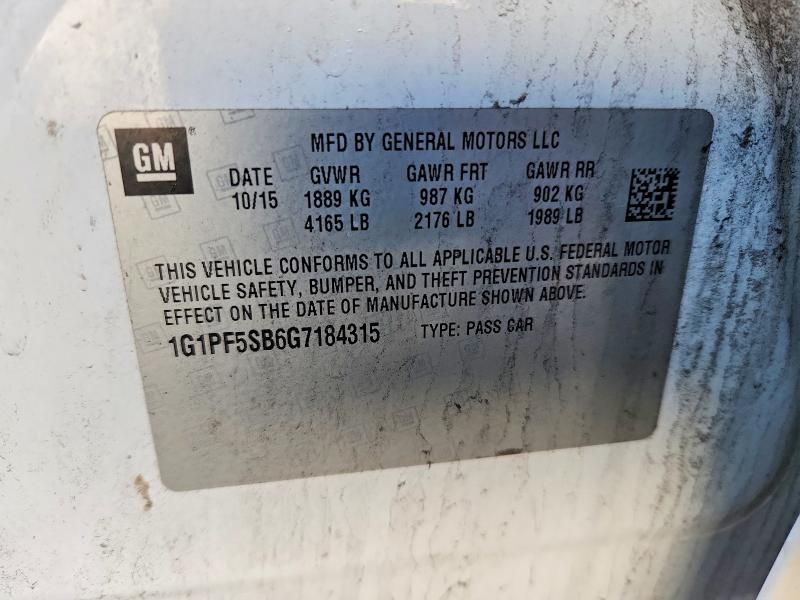 GM
MFD BY GENERAL MOTORS LLC
DATE GVWR GAWR FRT GAWR RR
10/15 1889 KG 987 KG 902 KG
4165 LB 2176 LB 1989 LB
THIS VEHICLE CONFORMS TO ALL APPLICABLE U.S. FEDERAL MOTOR
VEHICLE SAFETY, BUMPER, AND THEFT PREVENTION STANDARDS IN
EFFECT ON THE DATE OF MANUFACTURE SHOWN ABOVE.
1G1PF5SB6G7184315 TYPE: PASS CAR